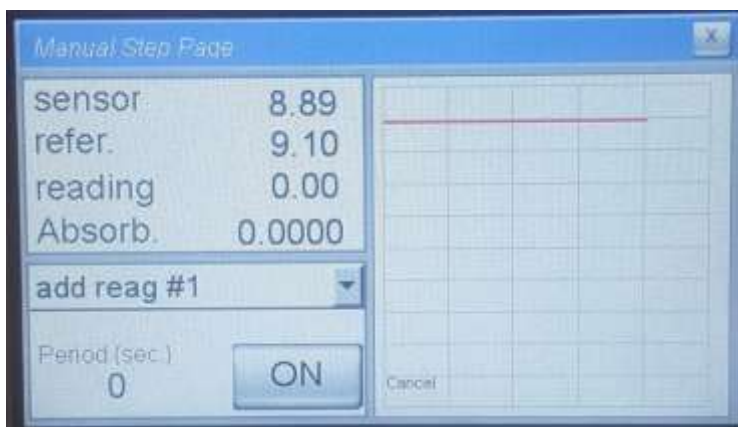 Manual Step Page X
sensor 8.89
refer. 9.10
reading 0.00
Absorb. 0.0000
add reag #1
Period (sec.)
0
ON
Cancel